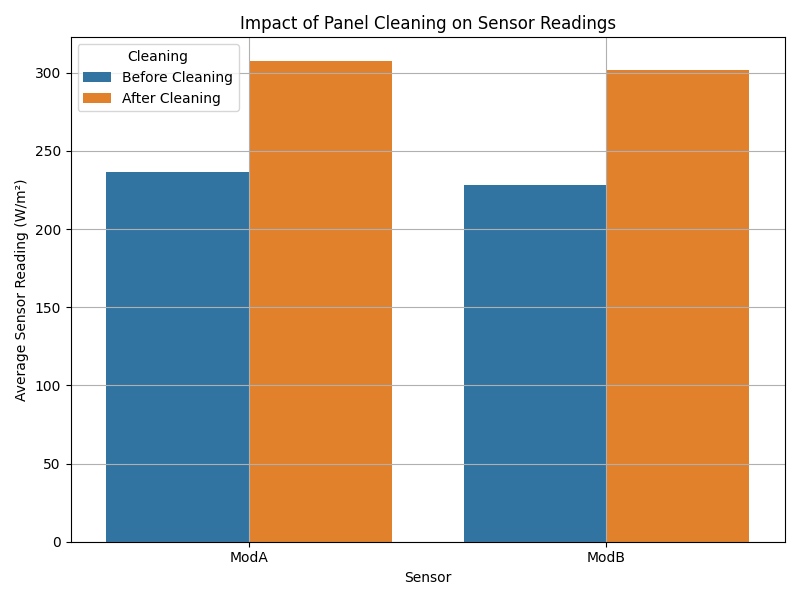 Impact of Panel Cleaning on Sensor Readings
Cleaning
Before Cleaning
After Cleaning
Average Sensor Reading (W/m²)
300
250
200
150
100
50
0
ModA
ModB
Sensor